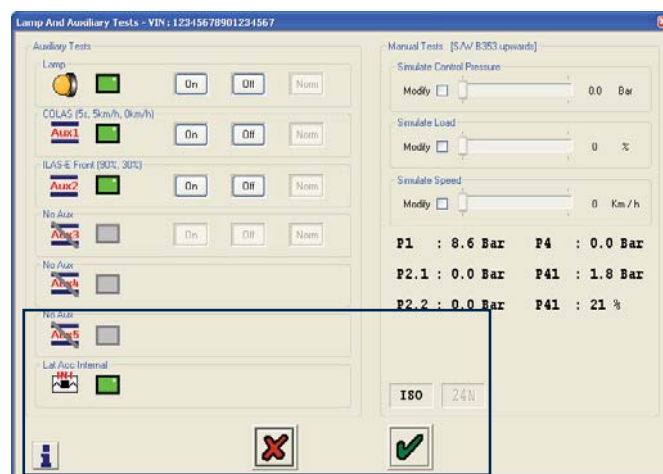 Lamp And Auxiliary Tests - VIN : 12345678901234567
Auxiliary Tests
Lamp
On Off Norm
COLAS (5s, 5km/h, 0km/h)
Aux1 On Off Norm
ILAS-E Front (90%, 30%)
Aux2 On Off Norm
No Aux
Aux3 On Off Norm
No Aux
Aux4
No Aux
Aux5
Lat Acc Internal
INT
i
Manual Tests [S/W B353 upwards]
Simulate Control Pressure
Modify 0.0 Bar
Simulate Load
Modify 0 %
Simulate Speed
Modify 0 Km / h
P1 : 8.6 Bar P4 : 0.0 Bar
P2.1 : 0.0 Bar P41 : 1.8 Bar
P2.2 : 0.0 Bar P41 : 21 %
ISO 24N